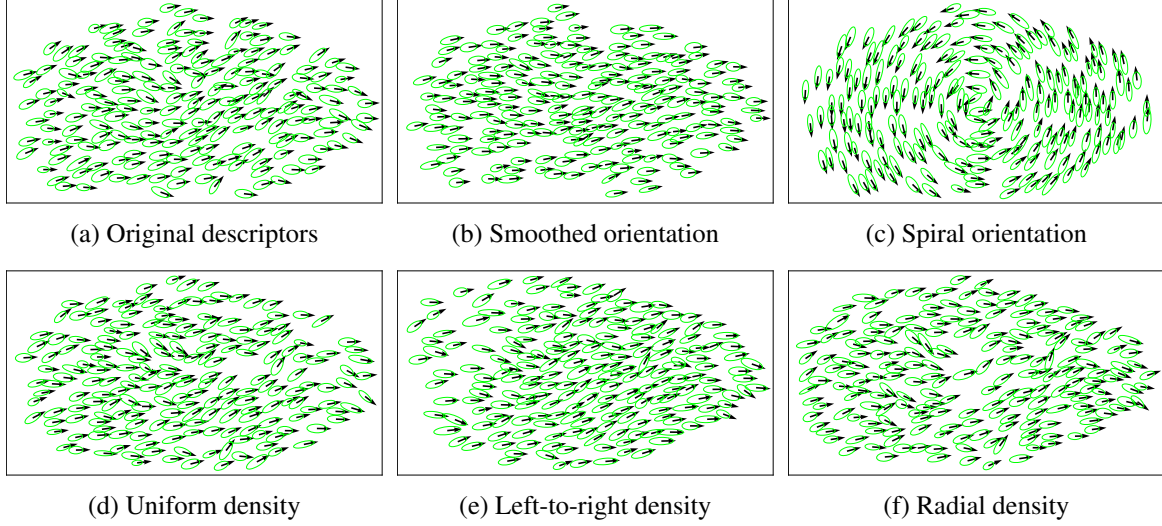 (a) Original descriptors
(b) Smoothed orientation
(c) Spiral orientation
(d) Uniform density
(e) Left-to-right density
(f) Radial density